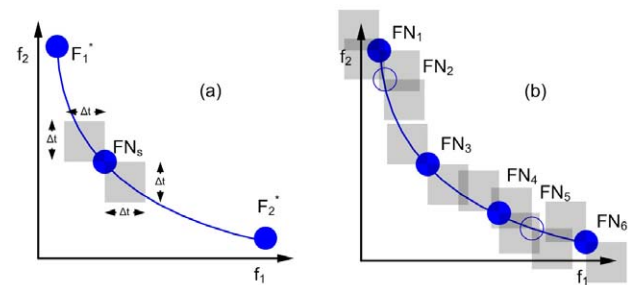 f₂
F₁*
(a)
Δt
Δt
FNₛ
Δt
Δt
F₂*
f₁
f₂
FN₁
FN₂
(b)
FN₃
FN₄
FN₅
FN₆
f₁